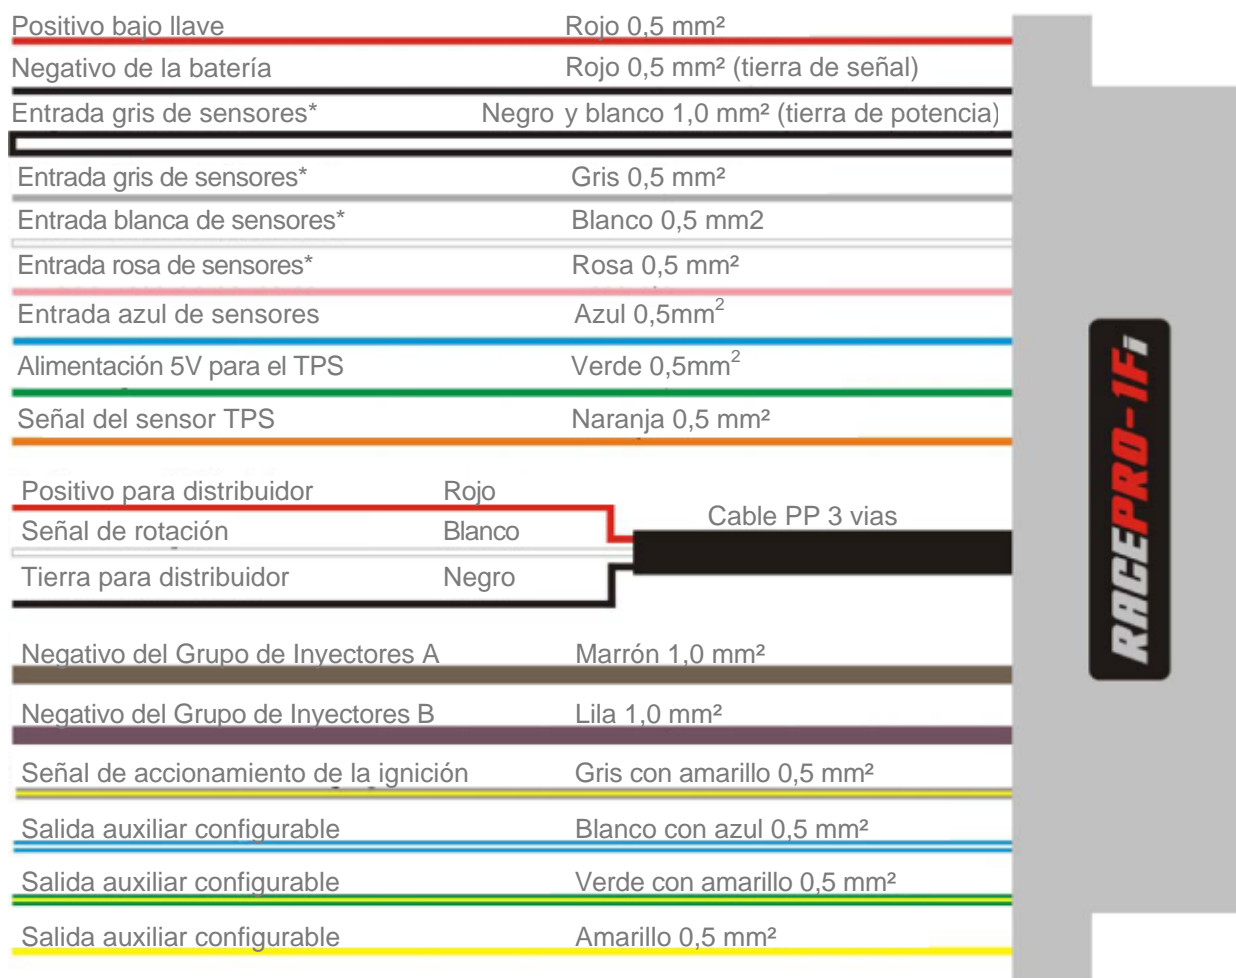 Positivo bajo llave Rojo 0,5 mm²
Negativo de la batería Rojo 0,5 mm² (tierra de señal)
Entrada gris de sensores* Negro y blanco 1,0 mm² (tierra de potencia)
Entrada gris de sensores* Gris 0,5 mm²
Entrada blanca de sensores* Blanco 0,5 mm2
Entrada rosa de sensores* Rosa 0,5 mm²
Entrada azul de sensores Azul 0,5mm²
Alimentación 5V para el TPS Verde 0,5mm²
Señal del sensor TPS Naranja 0,5 mm²
Positivo para distribuidor Rojo
Cable PP 3 vias
Señal de rotación Blanco
Tierra para distribuidor Negro
Negativo del Grupo de Inyectores A Marrón 1,0 mm²
Negativo del Grupo de Inyectores B Lila 1,0 mm²
Señal de accionamiento de la ignición Gris con amarillo 0,5 mm²
Salida auxiliar configurable Blanco con azul 0,5 mm²
Salida auxiliar configurable Verde con amarillo 0,5 mm²
Salida auxiliar configurable Amarillo 0,5 mm²
RACEPRO-1Fi